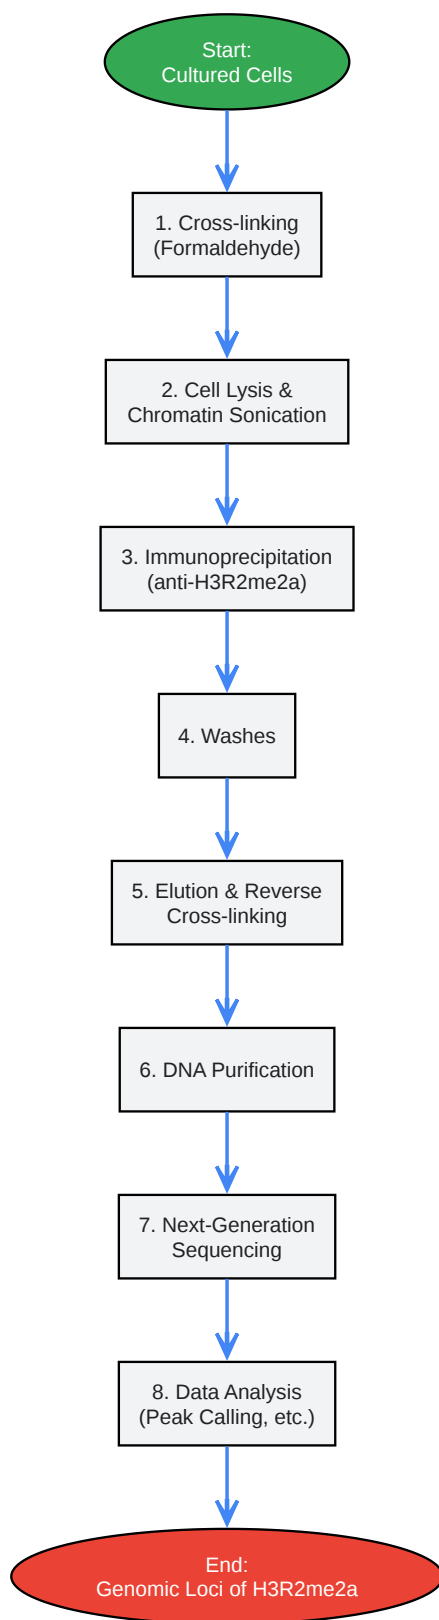 Start:
Cultured Cells
1. Cross-linking
(Formaldehyde)
2. Cell Lysis &
Chromatin Sonication
3. Immunoprecipitation
(anti-H3R2me2a)
4. Washes
5. Elution & Reverse
Cross-linking
6. DNA Purification
7. Next-Generation
Sequencing
8. Data Analysis
(Peak Calling, etc.)
End:
Genomic Loci of H3R2me2a